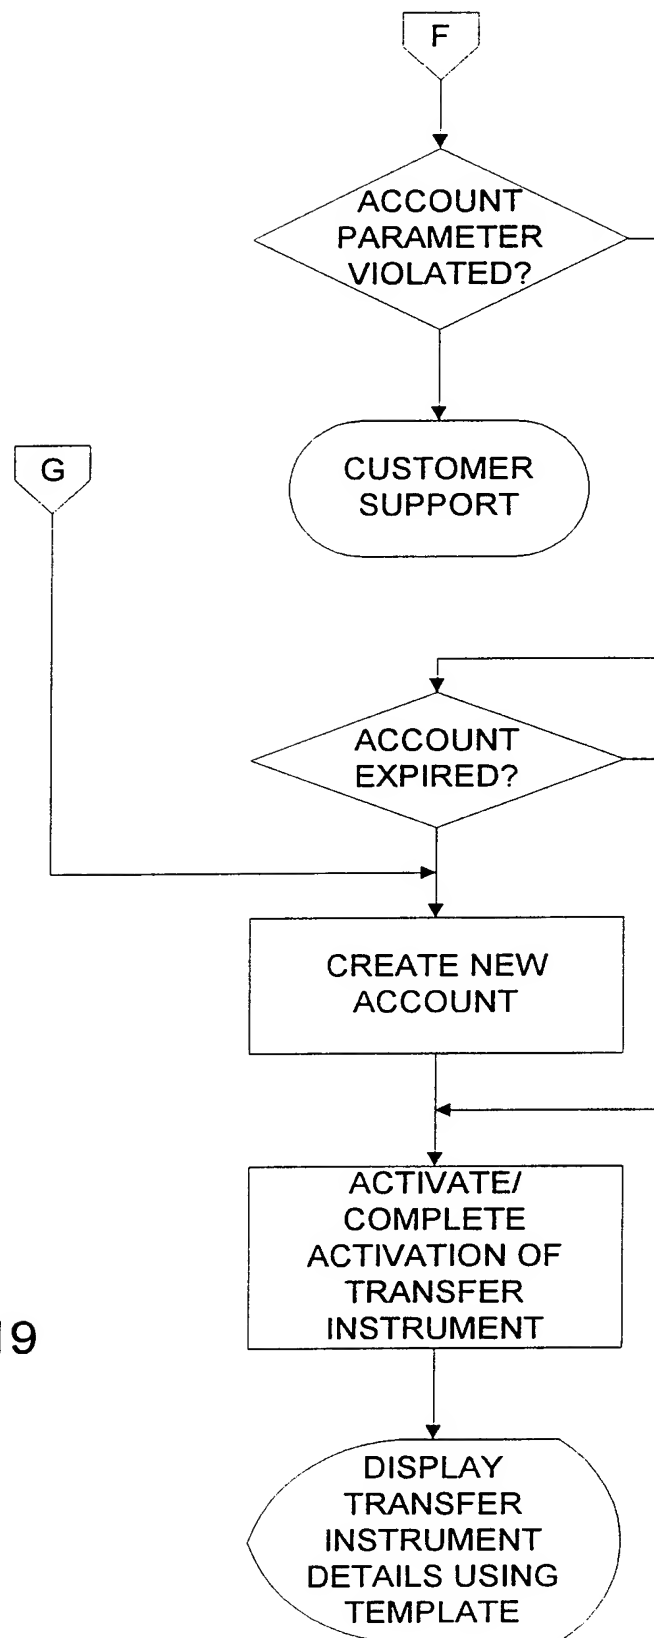 F
ACCOUNT
PARAMETER
VIOLATED?
CUSTOMER
SUPPORT
G
ACCOUNT
EXPIRED?
CREATE NEW
ACCOUNT
ACTIVATE/
COMPLETE
ACTIVATION OF
TRANSFER
INSTRUMENT
19
DISPLAY
TRANSFER
INSTRUMENT
DETAILS USING
TEMPLATE